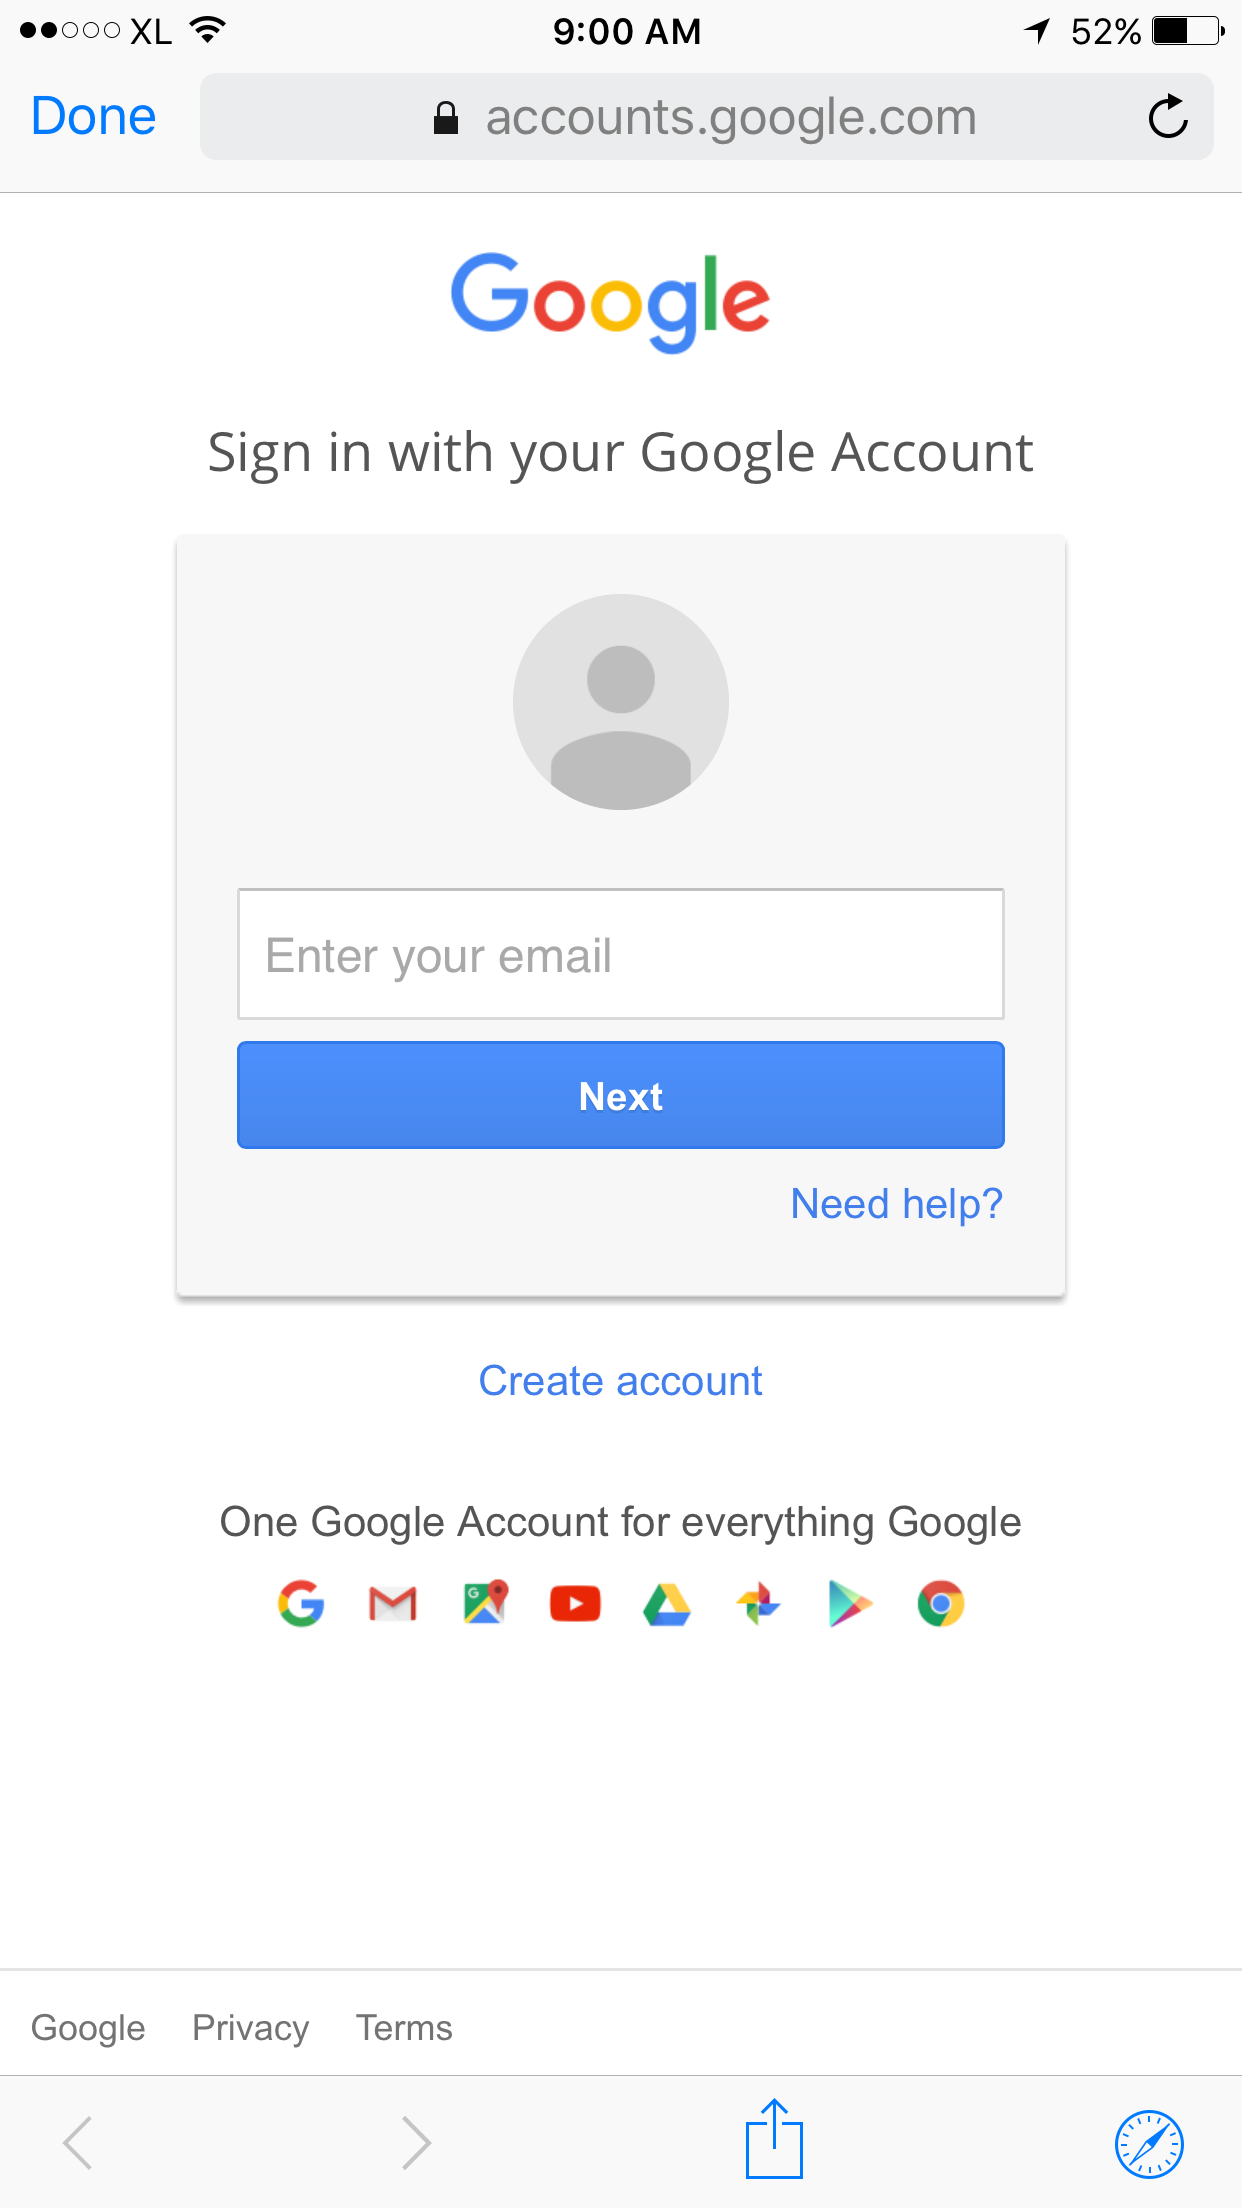 XL 9:00 AM 52%
Done accounts.google.com
Google
Sign in with your Google Account
Enter your email
Next
Need help?
Create account
One Google Account for everything Google
Google Privacy Terms